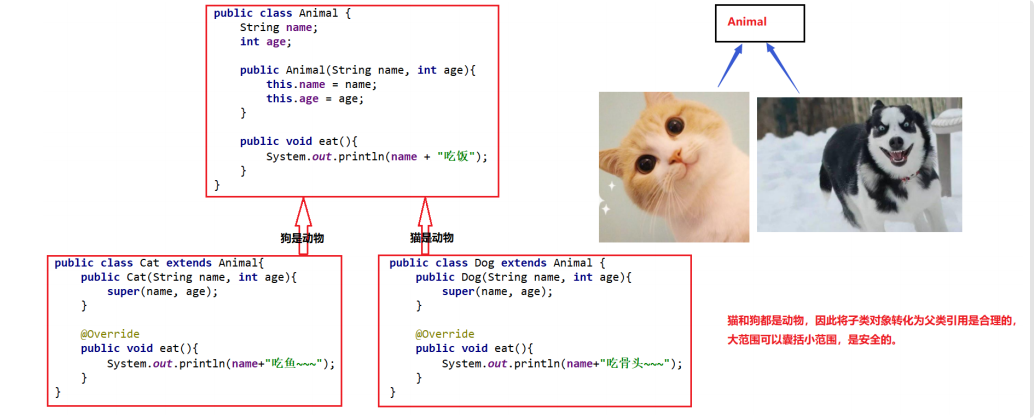 public class Animal {
    String name;
    int age;

    public Animal(String name, int age){
        this.name = name;
        this.age = age;
    }

    public void eat(){
        System.out.println(name + "吃饭");
    }
}
Animal
狗是动物
猫是动物
public class Cat extends Animal{
    public Cat(String name, int age){
        super(name, age);
    }

    @Override
    public void eat(){
        System.out.println(name+"吃鱼~~~");
    }
}
public class Dog extends Animal {
    public Dog(String name, int age){
        super(name, age);
    }

    @Override
    public void eat(){
        System.out.println(name+"吃骨头~~~");
    }
}
猫和狗都是动物，因此将子类对象转化为父类引用是合理的，
大范围可以囊括小范围，是安全的。